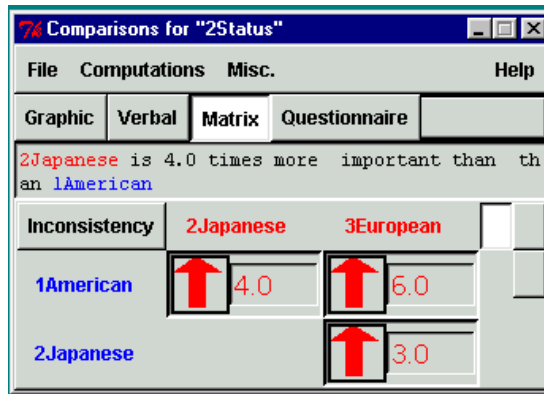 Comparisons for "2Status"
File Computations Misc. Help
Graphic Verbal Matrix Questionnaire
2Japanese is 4.0 times more important than th
an 1American
Inconsistency 2Japanese 3European
1American 4.0 6.0
2Japanese 3.0